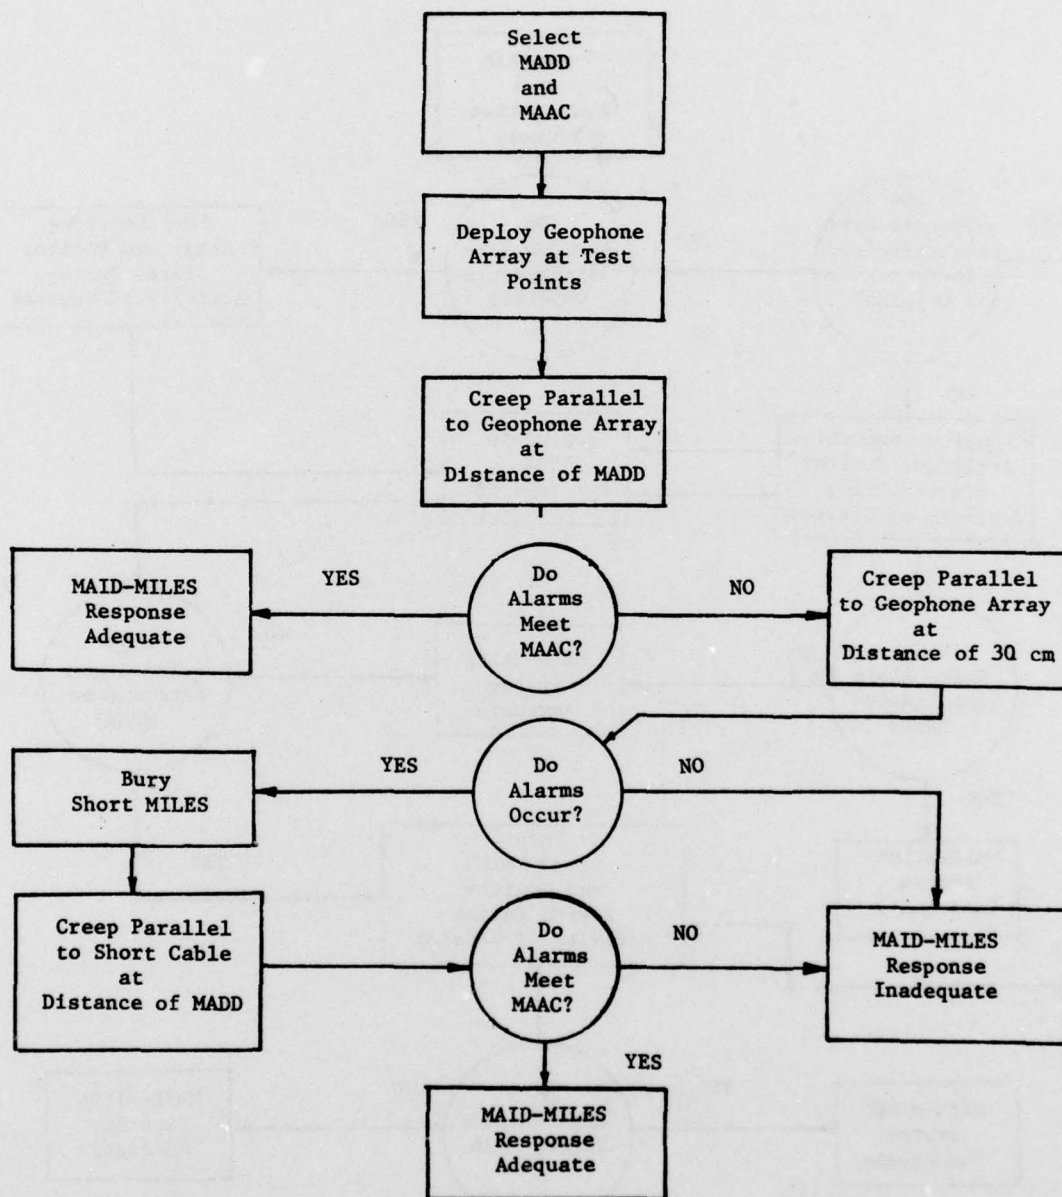 Select
MADD
and
MAAC
Deploy Geophone
Array at Test
Points
Creep Parallel
to Geophone Array
at
Distance of MADD
MAID-MILES
Response
Adequate
YES
Do
Alarms
Meet
MAAC?
NO
Creep Parallel
to Geophone Array
at
Distance of 30 cm
Bury
Short MILES
YES
Do
Alarms
Occur?
NO
Creep Parallel
to Short Cable
at
Distance of MADD
Do
Alarms
Meet
MAAC?
NO
MAID-MILES
Response
Inadequate
YES
MAID-MILES
Response
Adequate